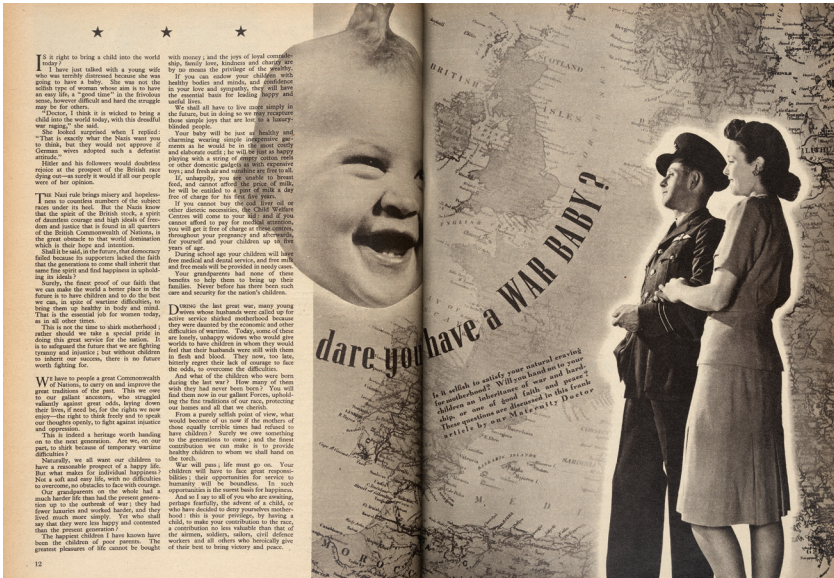 IS it right to bring a child into the world
today?
I have just talked with a young wife
who was terribly distressed because she was
going to have a baby. She was not the
selfish type of woman whose aim is to have
an easy life, a "good time" in the frivolous
sense, however difficult and hard the struggle
may be for others.
"Doctor, I think it is wicked to bring a
child into the world today, with this dreadful
war raging," she said.
She looked surprised when I replied:
"That is exactly what the Nazis want you
to think, but they would not approve if
German wives adopted such a defeatist
attitude."
Hitler and his followers would doubtless
rejoice at the prospect of the British race
dying out—as surely it would if all our people
were of her opinion.
THE Nazi rule brings misery and hopeless-
ness to countless numbers of the subject
races under its heel. But the Nazis know
that the spirit of the British stock, a spirit
of dauntless courage and high ideals of free-
dom and justice that is found in all quarters
of the British Commonwealth of Nations, is
the great obstacle to that world domination
which is their hope and intention.
Shall it be said, in the future, that democracy
failed because its supporters lacked the faith
that the generations to come shall inherit that
same fine spirit and find happiness in uphold-
ing its ideals?
Surely, the finest proof of our faith that
we can make the world a better place in the
future is to have children and to do the best
we can, in spite of wartime difficulties, to
bring them up healthy in body and mind.
That is the essential job for women today,
as in all other times.
This is not the time to shirk motherhood;
rather should we take a special pride in
doing this great service for the nation. It
is to safeguard the future that we are fighting
tyranny and injustice; but without children
to inherit our success, there is no future
worth fighting for.
WE have to people a great Commonwealth
of Nations, to carry on and improve the
great traditions of the past. This we owe
to our gallant ancestors, who struggled
valiantly against great odds, laying down
their lives, if need be, for the rights we now
enjoy—the right to think freely and to speak
our thoughts openly, to fight against injustice
and oppression.
This is indeed a heritage worth handing
on to the next generation. Are we, on our
part, to shirk because of temporary wartime
difficulties?
Naturally, we all want our children to
have a reasonable prospect of a happy life.
But what makes for individual happiness?
Not a soft and easy life, with no difficulties
to overcome, no obstacles to face with courage.
Our grandparents on the whole had a
much harder life than had the present genera-
tion up to the outbreak of war; they had
fewer luxuries and worked harder, and they
lived much more simply. Yet who shall
say that they were less happy and contented
than the present generation?
The happiest children I have known have
been the children of poor parents. The
greatest pleasures of life cannot be bought
with money; and the joys of loyal comrade-
ship, family love, kindness and charity are
by no means the privilege of the wealthy.
If you can endow your children with
healthy bodies and minds, and confidence
in your love and sympathy, they will have
the essential basis for leading happy and
useful lives.
We shall all have to live more simply in
the future, but in doing so we may recapture
those simple joys that are lost to a luxury-
blinded people.
Your baby will be just as healthy and
charming wearing simple inexpensive gar-
ments as he would be in the most costly
and elaborate outfit; he will be just as happy
playing with a string of empty cotton reels
or other domestic gadgets as with expensive
toys; and fresh air and sunshine are free to all.
If, unhappily, you are unable to breast
feed, and cannot afford the price of milk,
he will be entitled to a pint of milk a day
free of charge for his first five years.
If you cannot buy the cod liver oil or
other dietetic necessities, the Child Welfare
Centres will come to your aid; and if you
cannot afford to pay for medical attention,
you will get it free of charge at these centres,
throughout your pregnancy and afterwards,
for yourself and your children up to five
years of age.
During school age your children will have
free medical and dental service, and free milk
and free meals will be provided in needy cases.
Your grandparents had none of these
benefits to help them to bring up their
families. Never before has there been such
care and security for the nation's children.
DURING the last great war, many young
wives whose husbands were called up for
active service shirked motherhood because
they were daunted by the economic and other
difficulties of wartime. Today, some of these
are lonely, unhappy widows who would give
worlds to have children in whom they would
feel that their husbands were still with them
in flesh and blood. They now, too late,
bitterly regret their lack of courage to face
the odds, to overcome the difficulties.
And what of the children who were born
during the last war? How many of them
wish they had never been born? You will
find them now in our gallant Forces, uphold-
ing the fine traditions of our race, protecting
our homes and all that we cherish.
From a purely selfish point of view, what
would become of us now if the mothers of
those equally terrible times had refused to
have children? Surely we owe something
to the generations to come; and the finest
contribution we can make is to provide
healthy children to whom we shall hand on
the torch.
War will pass; life must go on. Your
children will have to face great responsi-
bilities; their opportunities for service to
humanity will be boundless. In such
opportunities is the surest basis for happiness.
And so I say to all of you who are awaiting,
perhaps fearfully, the advent of a child, or
who have decided to deny yourselves mother-
hood: this is your privilege, by having a
child, to make your contribution to the race,
a contribution no less valuable than that of
the airmen, soldiers, sailors, civil defence
workers and all others who heroically give
of their best to bring victory and peace.
12
dare you have a WAR BABY?
Is it selfish to satisfy your natural craving
for motherhood? Will you hand on to your
children an inheritance of war and hard-
ship or one of good faith and peace?
These questions are discussed in this frank
article by our Maternity Doctor
BRITISH
SCOTLAND
ISLES
MOROC